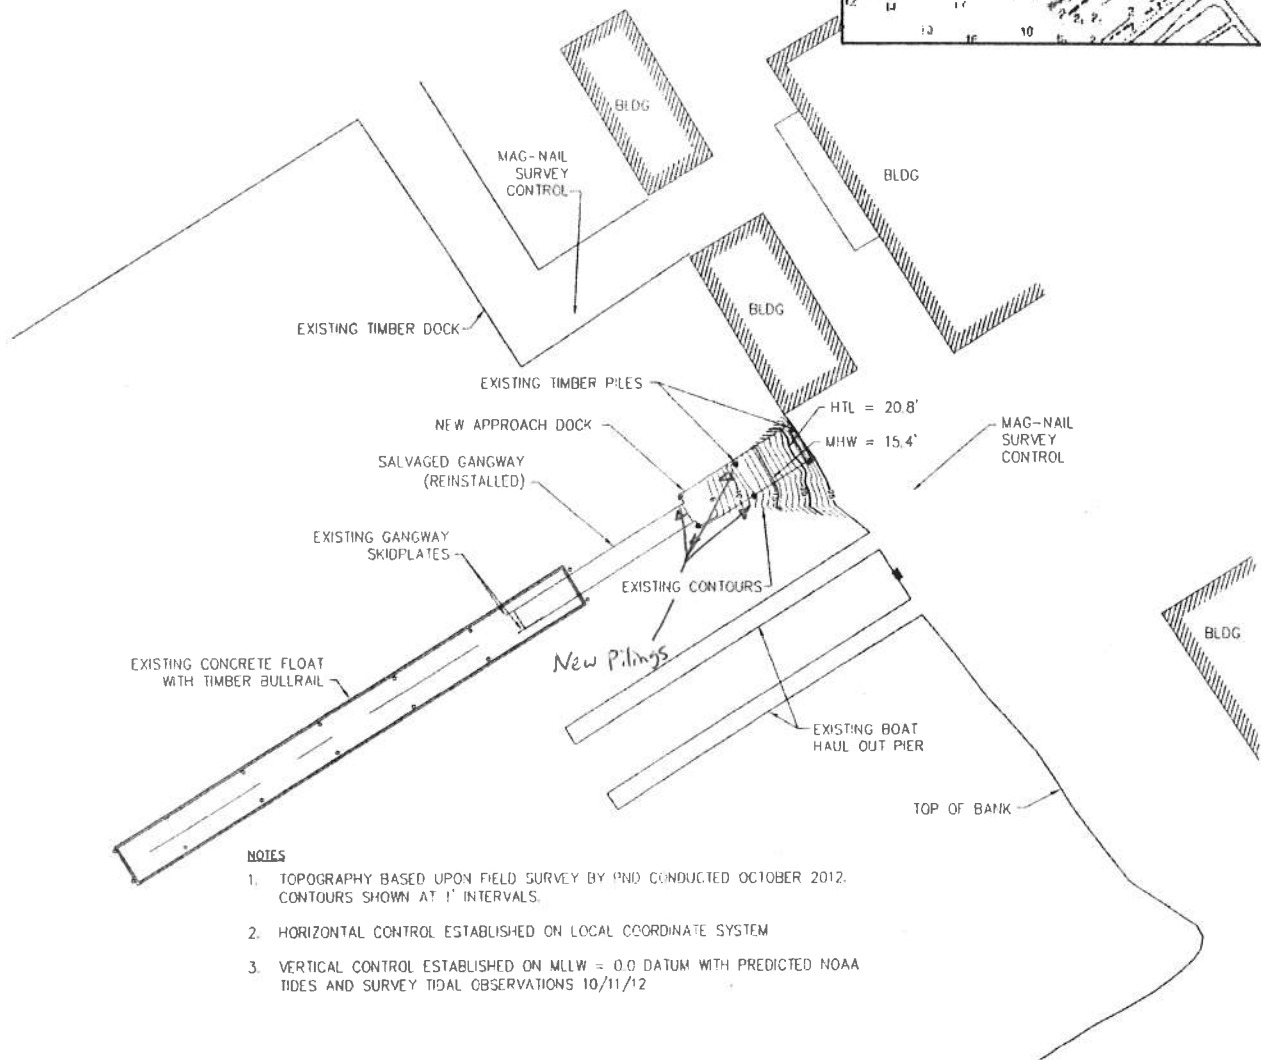 BLDG
MAG-NAIL
SURVEY
CONTROL
BLDG
EXISTING TIMBER DOCK
BLDG
EXISTING TIMBER PILES
HTL = 20.8'
NEW APPROACH DOCK
MHW = 15.4'
MAG-NAIL
SURVEY
CONTROL
SALVAGED GANGWAY
(REINSTALLED)
EXISTING GANGWAY
SKIDPLATES
EXISTING CONTOURS
BLDG
New Pilings
EXISTING CONCRETE FLOAT
WITH TIMBER BULLRAIL
EXISTING BOAT
HAUL OUT PIER
TOP OF BANK
NOTES
1. TOPOGRAPHY BASED UPON FIELD SURVEY BY PND CONDUCTED OCTOBER 2012.
CONTOURS SHOWN AT 1' INTERVALS.
2. HORIZONTAL CONTROL ESTABLISHED ON LOCAL COORDINATE SYSTEM
3. VERTICAL CONTROL ESTABLISHED ON MLLW = 0.0 DATUM WITH PREDICTED NOAA
TIDES AND SURVEY TIDAL OBSERVATIONS 10/11/12